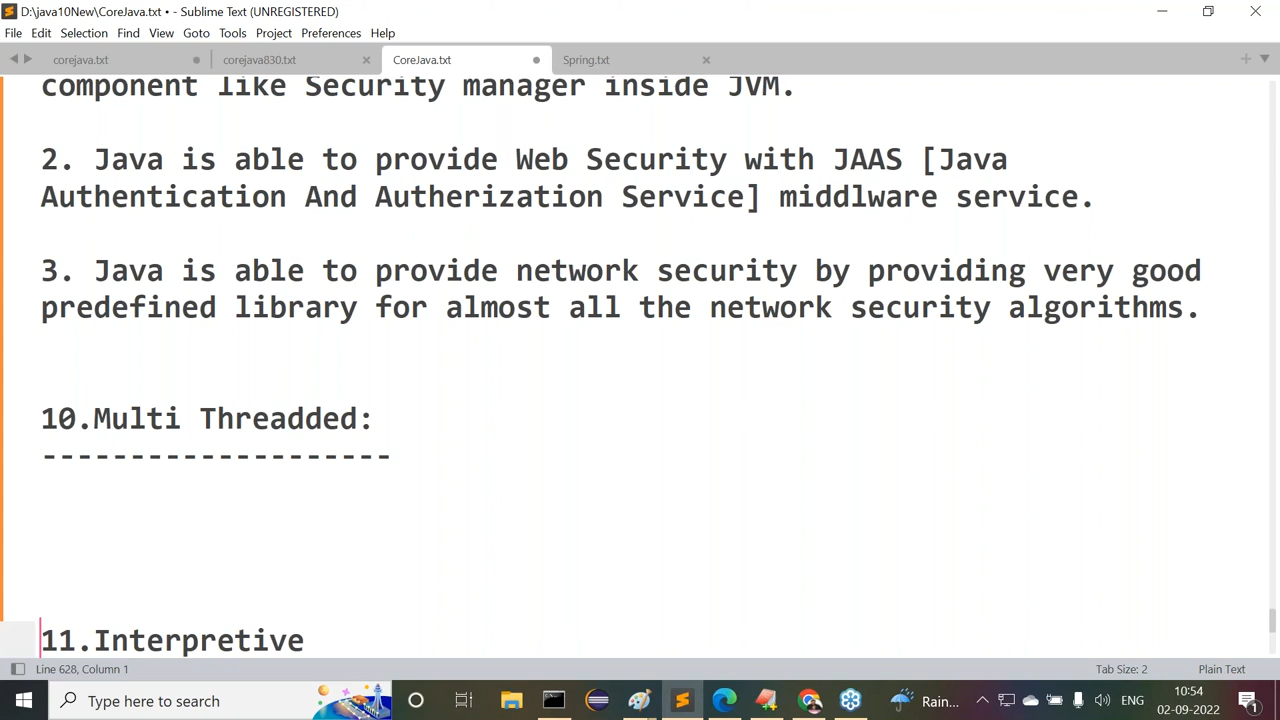 D:\java10New\CoreJava.txt • - Sublime Text (UNREGISTERED)
File Edit Selection Find View Goto Tools Project Preferences Help
corejava.txt corejava830.txt CoreJava.txt Spring.txt
component like Security manager inside JVM.
2. Java is able to provide Web Security with JAAS [Java
Authentication And Autherization Service] middlware service.
3. Java is able to provide network security by providing very good
predefined library for almost all the network security algorithms.
10.Multi Threadded:
--------------------
11.Interpretive
Line 628, Column 1 Tab Size: 2 Plain Text
Type here to search Rain... ENG 10:54
02-09-2022 1